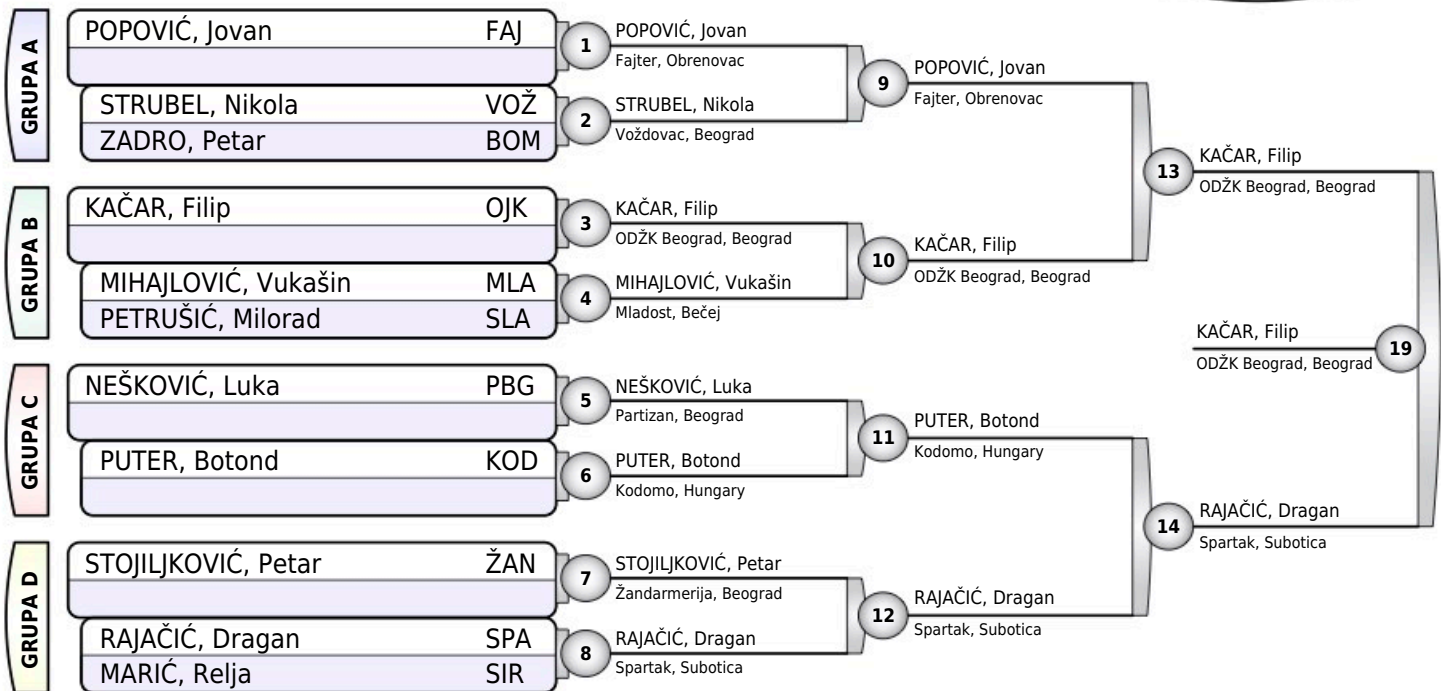 GRUPA A
POPOVIĆ, Jovan FAJ
STRUBEL, Nikola VOŽ
ZADRO, Petar BOM
1
POPOVIĆ, Jovan
Fajter, Obrenovac
2
STRUBEL, Nikola
Voždovac, Beograd
9
POPOVIĆ, Jovan
Fajter, Obrenovac
GRUPA B
KAČAR, Filip OJK
MIHAJLOVIĆ, Vukašin MLA
PETRUŠIĆ, Milorad SLA
3
KAČAR, Filip
ODŽK Beograd, Beograd
4
MIHAJLOVIĆ, Vukašin
Mladost, Bečej
10
KAČAR, Filip
ODŽK Beograd, Beograd
13
KAČAR, Filip
ODŽK Beograd, Beograd
GRUPA C
NEŠKOVIĆ, Luka PBG
PUTER, Botond KOD
5
NEŠKOVIĆ, Luka
Partizan, Beograd
6
PUTER, Botond
Kodomo, Hungary
11
PUTER, Botond
Kodomo, Hungary
GRUPA D
STOJILJKOVIĆ, Petar ŽAN
RAJAČIĆ, Dragan SPA
MARIĆ, Relja SIR
7
STOJILJKOVIĆ, Petar
Žandarmerija, Beograd
8
RAJAČIĆ, Dragan
Spartak, Subotica
12
RAJAČIĆ, Dragan
Spartak, Subotica
14
RAJAČIĆ, Dragan
Spartak, Subotica
KAČAR, Filip
ODŽK Beograd, Beograd
19